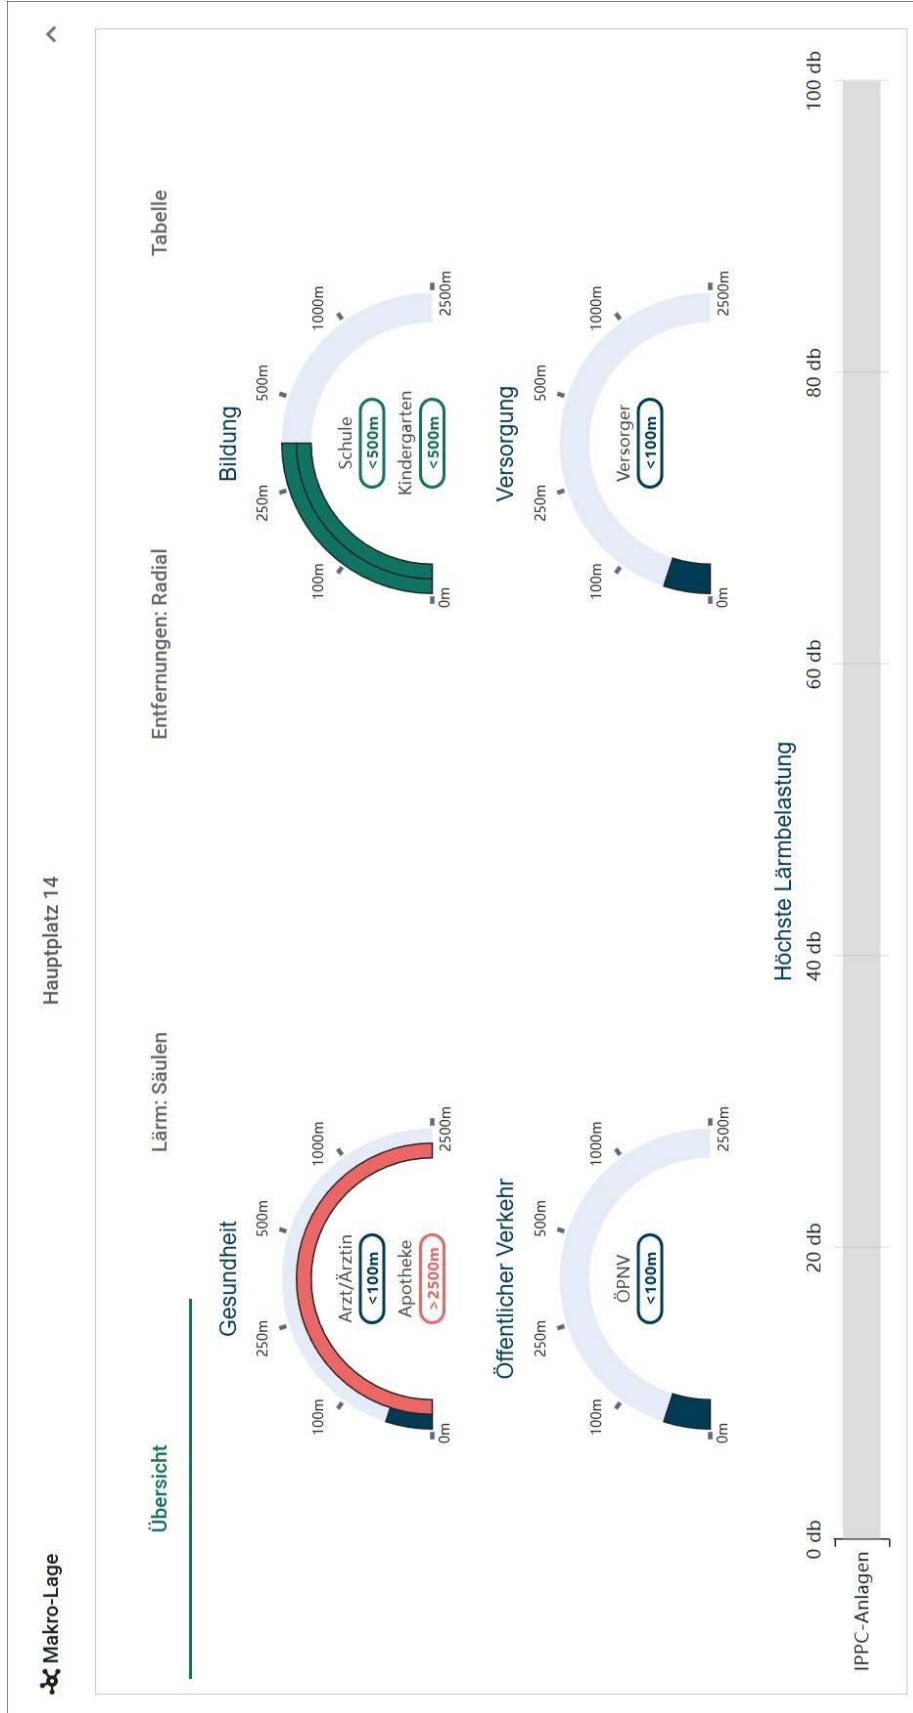 Makro-Lage
Hauptplatz 14
Übersicht
Lärm: Säulen
Entfernungen: Radial
Tabelle
Gesundheit
0m
100m
250m
500m
1000m
2500m
Arzt/Ärztin
<100m
Apotheke
>2500m
Bildung
0m
100m
250m
500m
1000m
2500m
Schule
<500m
Kindergarten
<500m
Öffentlicher Verkehr
0m
100m
250m
500m
1000m
2500m
ÖPNV
<100m
Versorgung
0m
100m
250m
500m
1000m
2500m
Versorger
<100m
Höchste Lärmbelastung
0 db
20 db
40 db
60 db
80 db
100 db
IPPC-Anlagen